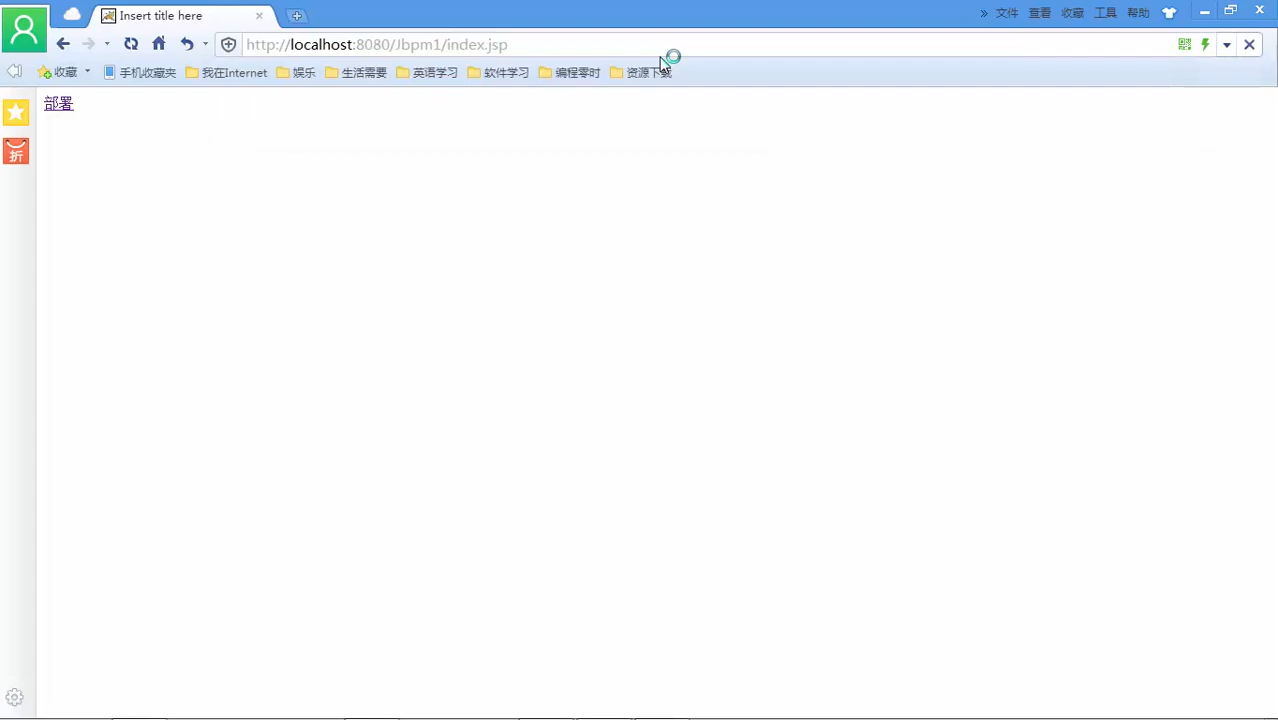 Insert title here
文件 查看 收藏 工具 帮助
http://localhost:8080/Jbpm1/index.jsp
收藏 手机收藏夹 我在Internet 娱乐 生活需要 英语学习 软件学习 编程零时 资源下载
部署
折